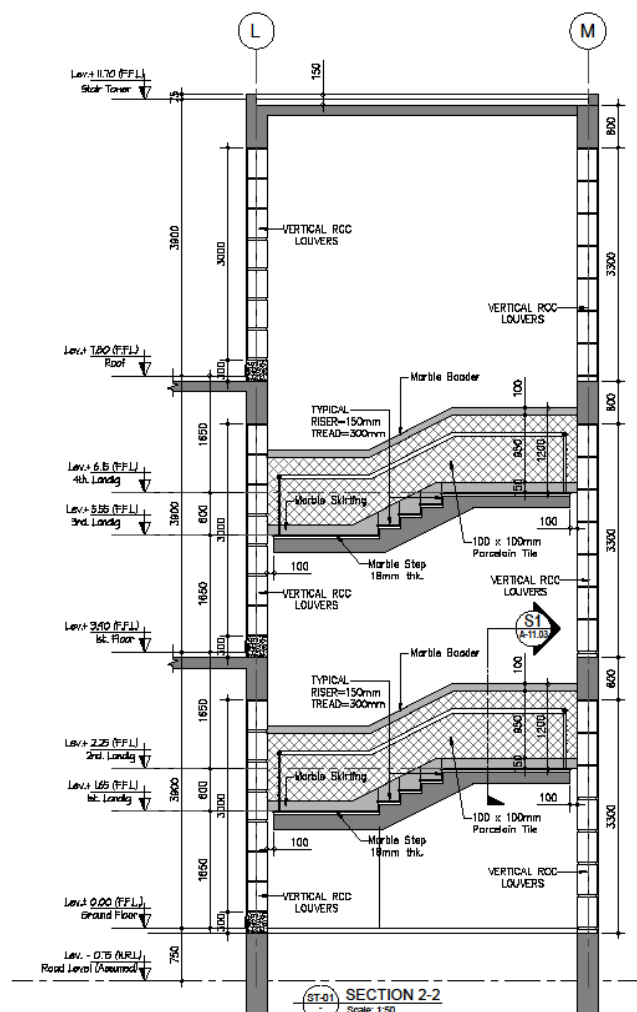 L
M
Lev.+ 11.70 (F.F.L)
Stair Tower
75
150
600
3900
3000
VERTICAL RCC
LOUVERS
3300
VERTICAL RCC
LOUVERS
Lev.+ 7.80 (F.F.L)
Roof
300
Marble Boader
100
600
TYPICAL
RISER=150mm
TREAD=300mm
1650
950
1200
Lev.+ 6.15 (F.F.L)
4th. Landig
Marble Skirting
150
Lev.+ 5.55 (F.F.L)
3rd. Landig
3900
600
3000
100
100 x 100mm
Porcelain Tile
3300
Marble Step
18mm thk.
100
VERTICAL RCC
LOUVERS
VERTICAL RCC
LOUVERS
1650
S1
A-11.03
Lev.+ 3.90 (F.F.L)
1st. Floor
300
Marble Boader
100
600
TYPICAL
RISER=150mm
TREAD=300mm
1650
950
1200
Lev.+ 2.25 (F.F.L)
2nd. Landig
Marble Skirting
150
Lev.+ 1.65 (F.F.L)
1st. Landig
3900
600
100
100 x 100mm
Porcelain Tile
3300
Marble Step
18mm thk.
100
VERTICAL RCC
LOUVERS
1650
VERTICAL RCC
LOUVERS
Lev.± 0.00 (F.F.L)
Ground Floor
300
Lev. - 0.75 (N.R.L)
Road Level (Assumed)
750
ST-01
SECTION 2-2
Scale: 1:50